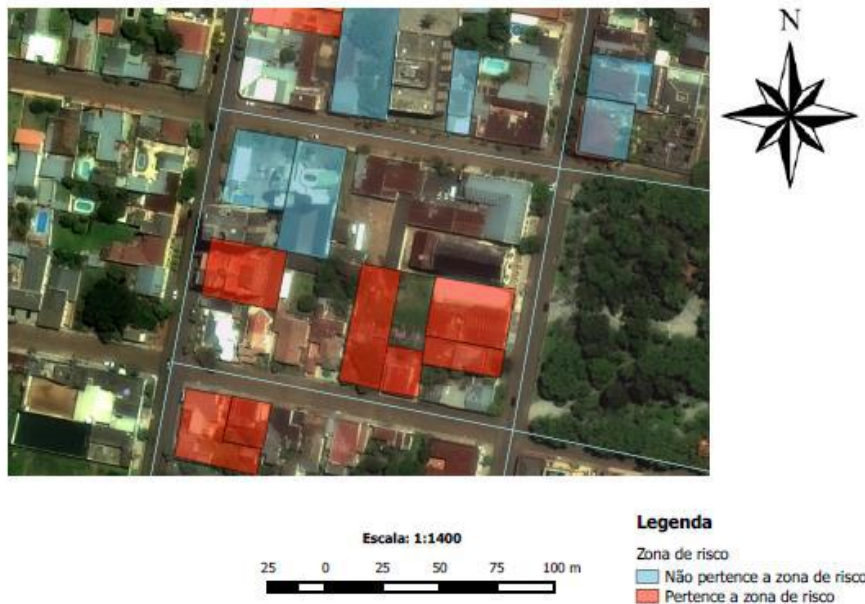 N
Escala: 1:1400
25 0 25 50 75 100 m
Legenda
Zona de risco
Não pertence a zona de risco
Pertence a zona de risco